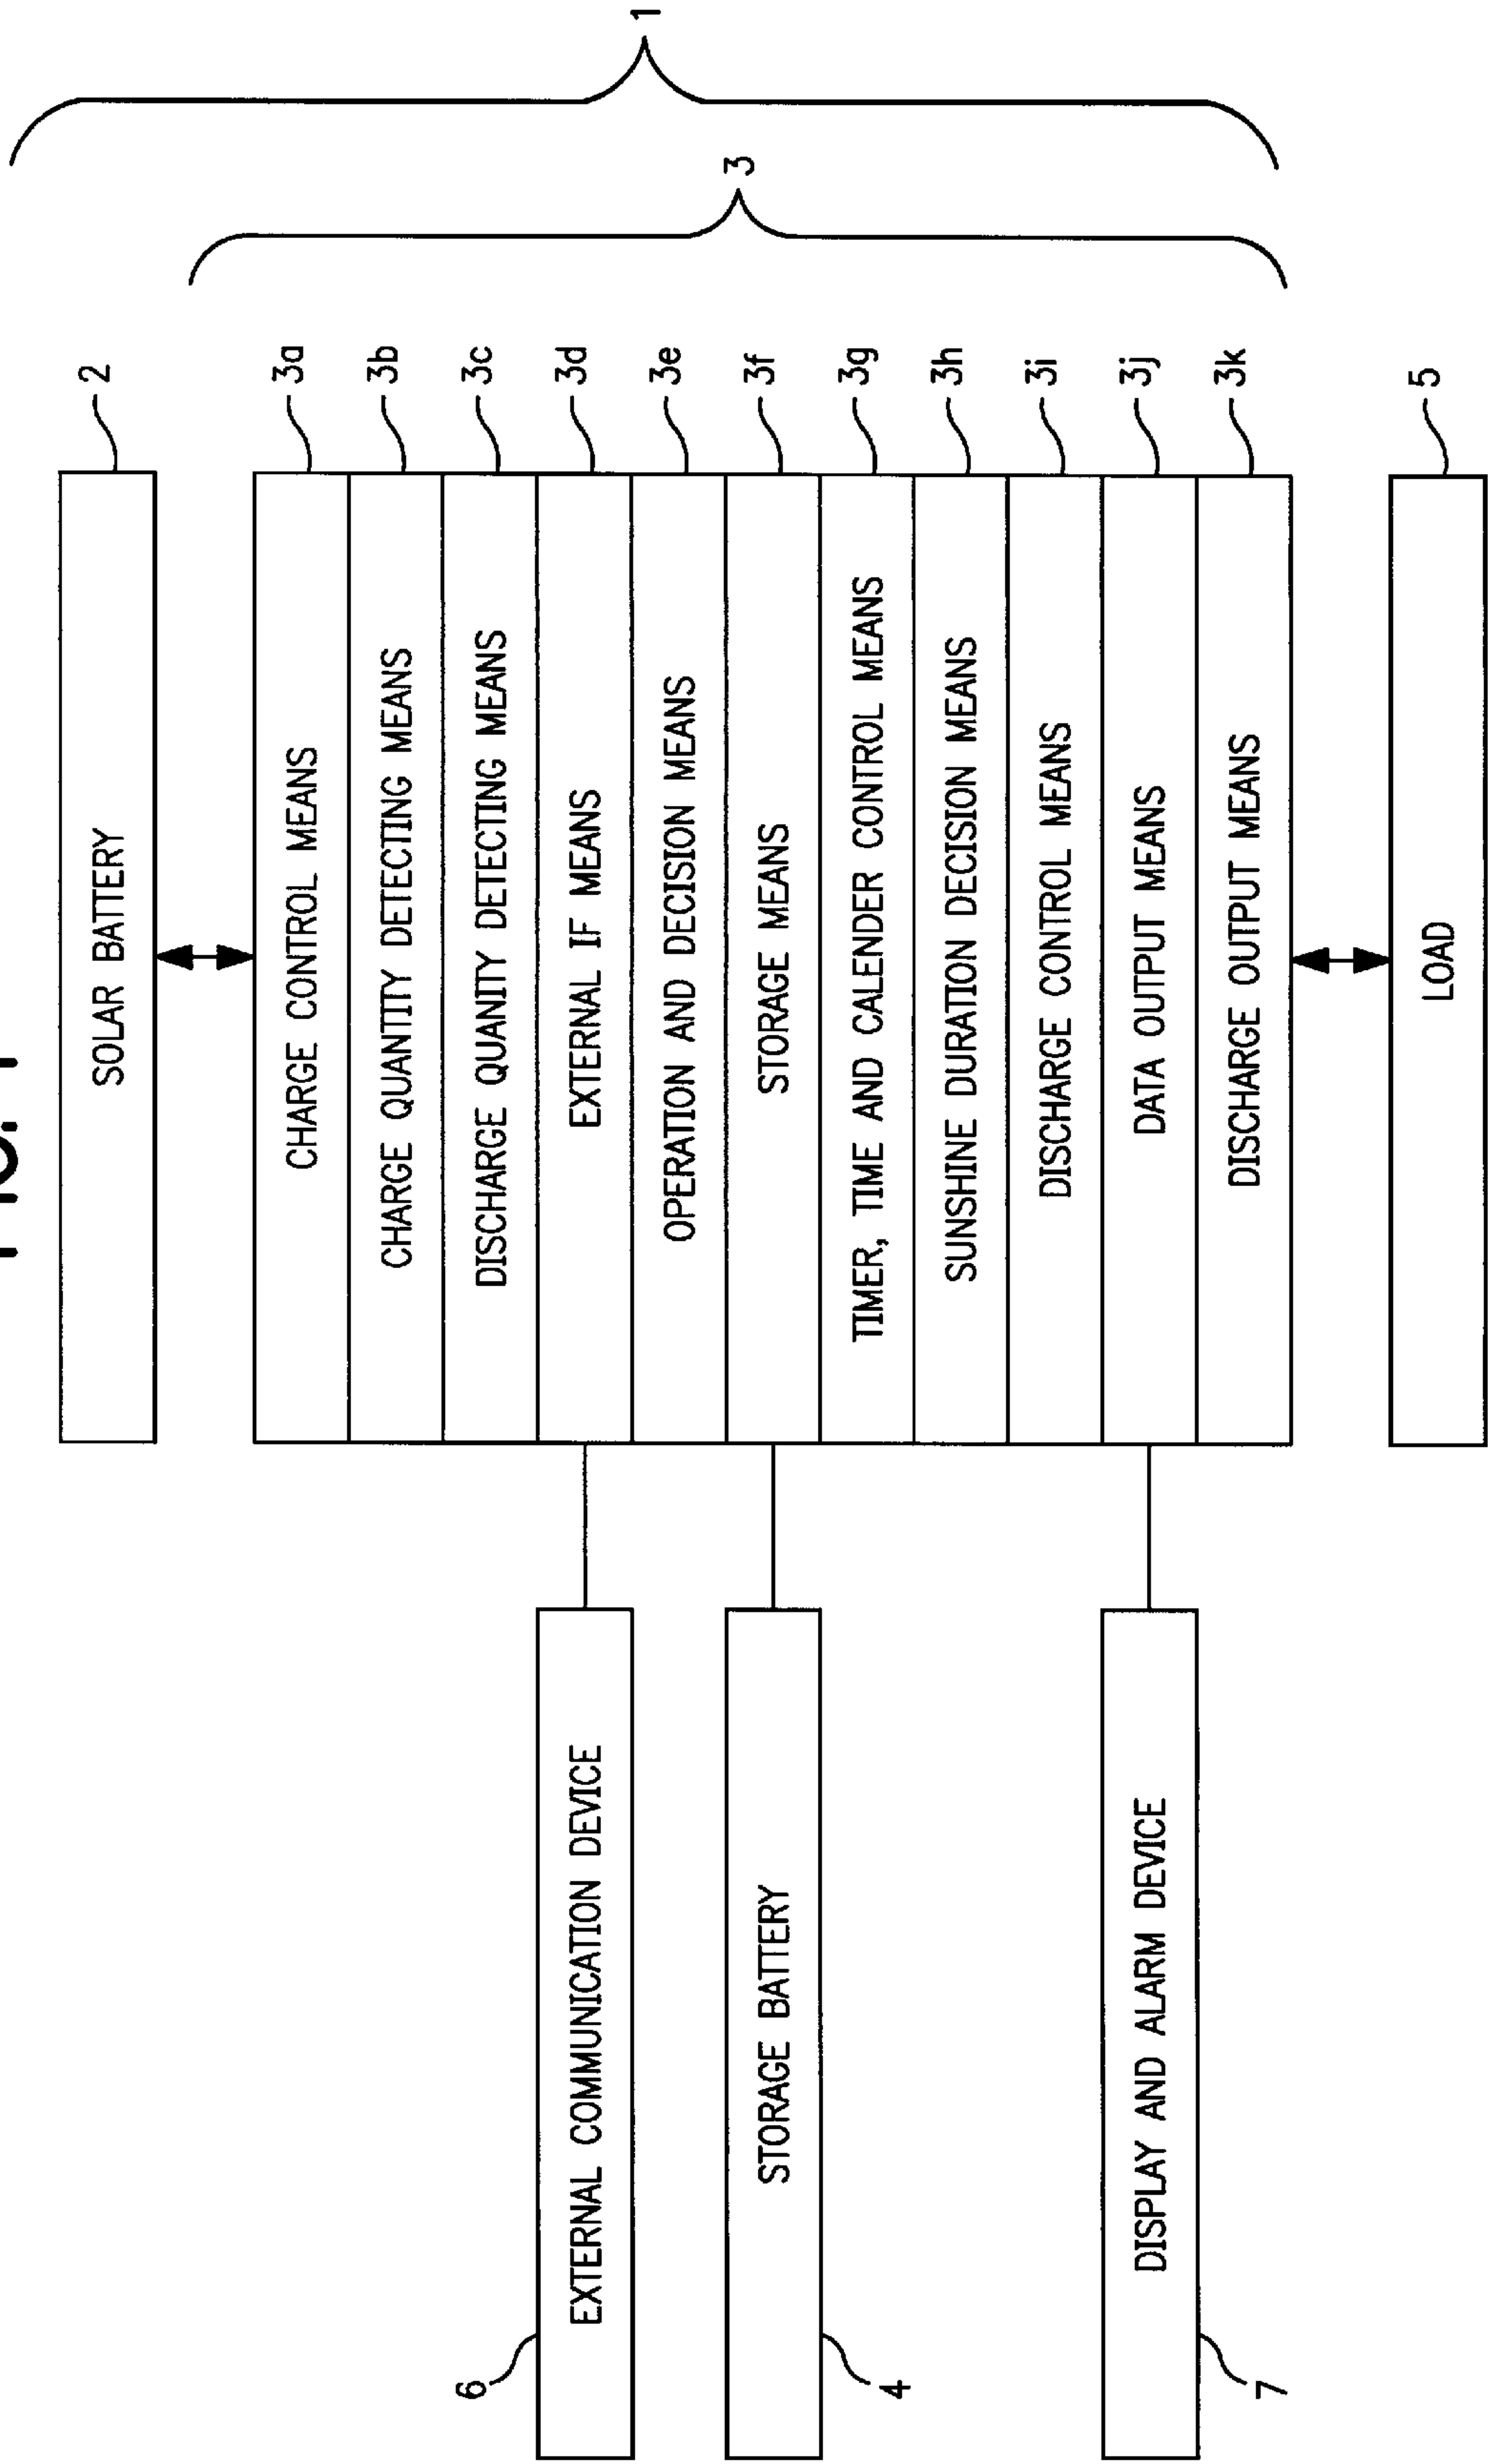 FIG. 1
SOLAR BATTERY
2
CHARGE CONTROL MEANS
3a
CHARGE QUANTITY DETECTING MEANS
3b
DISCHARGE QUANITY DETECTING MEANS
3c
6
EXTERNAL COMMUNICATION DEVICE
EXTERNAL IF MEANS
3d
OPERATION AND DECISION MEANS
3e
STORAGE BATTERY
4
STORAGE MEANS
3f
TIMER, TIME AND CALENDER CONTROL MEANS
3g
SUNSHINE DURATION DECISION MEANS
3h
DISCHARGE CONTROL MEANS
3i
DISPLAY AND ALARM DEVICE
7
DATA OUTPUT MEANS
3j
DISCHARGE OUTPUT MEANS
3k
LOAD
5
3
1